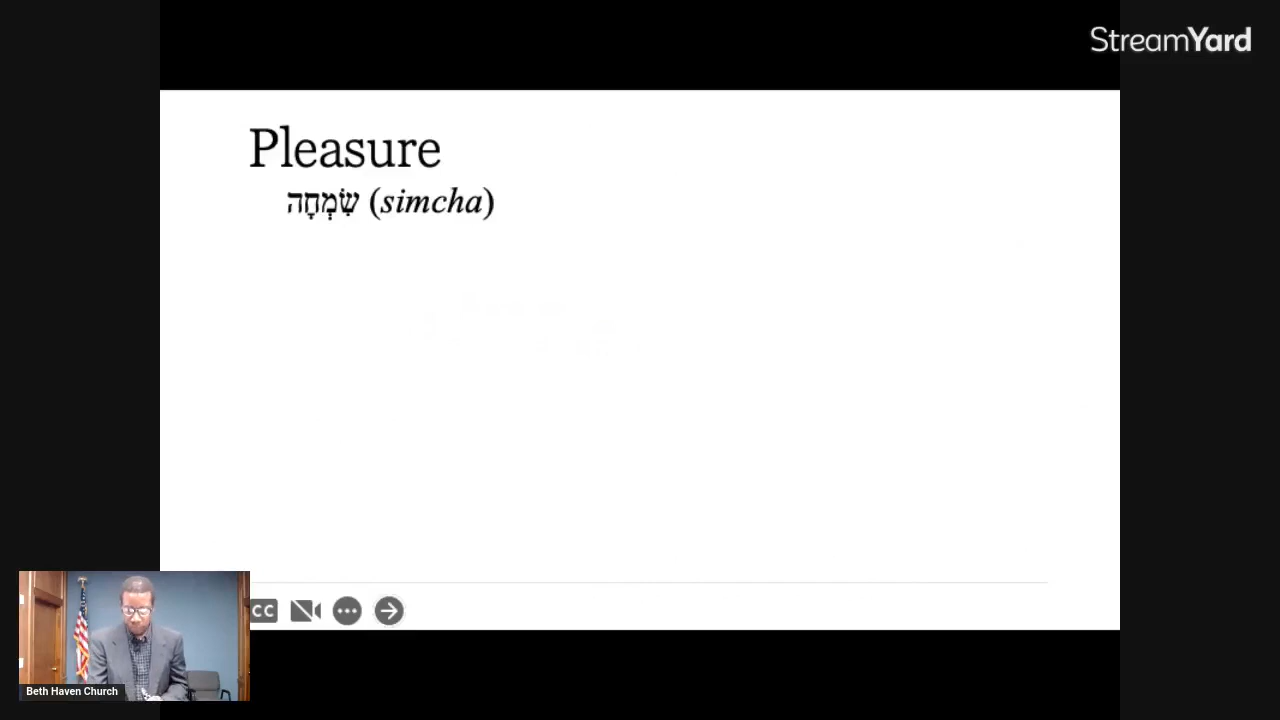 StreamYard
Pleasure
שִׂמְחָה (simcha)
CC
Beth Haven Church